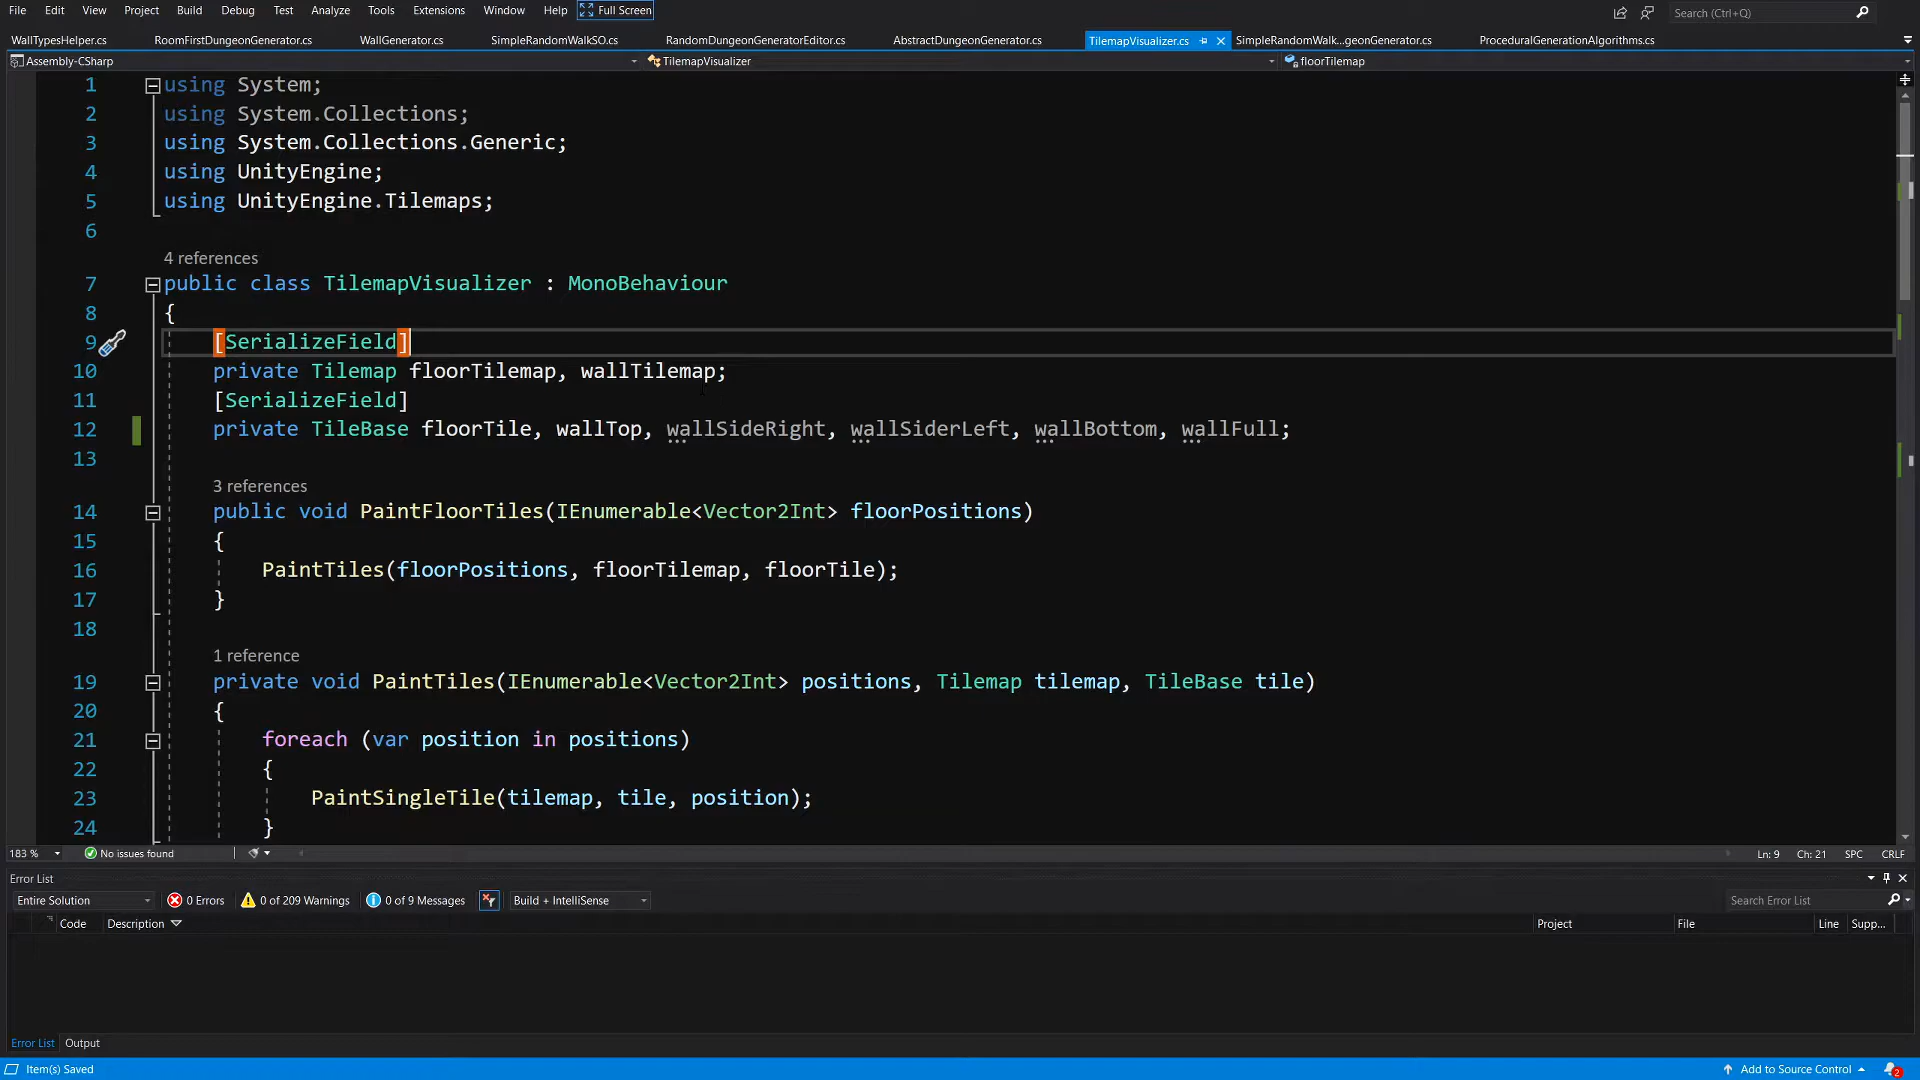 File Edit View Project Build Debug Test Analyze Tools Extensions Window Help Full Screen Search (Ctrl+Q)
WallTypesHelper.cs RoomFirstDungeonGenerator.cs WallGenerator.cs SimpleRandomWalkSO.cs RandomDungeonGeneratorEditor.cs AbstractDungeonGenerator.cs TilemapVisualizer.cs SimpleRandomWalk...geonGenerator.cs ProceduralGenerationAlgorithms.cs
Assembly-CSharp TilemapVisualizer floorTilemap
1 using System;
2 using System.Collections;
3 using System.Collections.Generic;
4 using UnityEngine;
5 using UnityEngine.Tilemaps;
6
4 references
7 public class TilemapVisualizer : MonoBehaviour
8 {
9 [SerializeField]
10 private Tilemap floorTilemap, wallTilemap;
11 [SerializeField]
12 private TileBase floorTile, wallTop, wallSideRight, wallSiderLeft, wallBottom, wallFull;
13
3 references
14 public void PaintFloorTiles(IEnumerable<Vector2Int> floorPositions)
15 {
16 PaintTiles(floorPositions, floorTilemap, floorTile);
17 }
18
1 reference
19 private void PaintTiles(IEnumerable<Vector2Int> positions, Tilemap tilemap, TileBase tile)
20 {
21 foreach (var position in positions)
22 {
23 PaintSingleTile(tilemap, tile, position);
24 }
183 % No issues found Ln: 9 Ch: 21 SPC CRLF
Error List
Entire Solution 0 Errors 0 of 209 Warnings 0 of 9 Messages Build + IntelliSense Search Error List
Code Description Project File Line Supp...
Error List Output
Item(s) Saved Add to Source Control 2